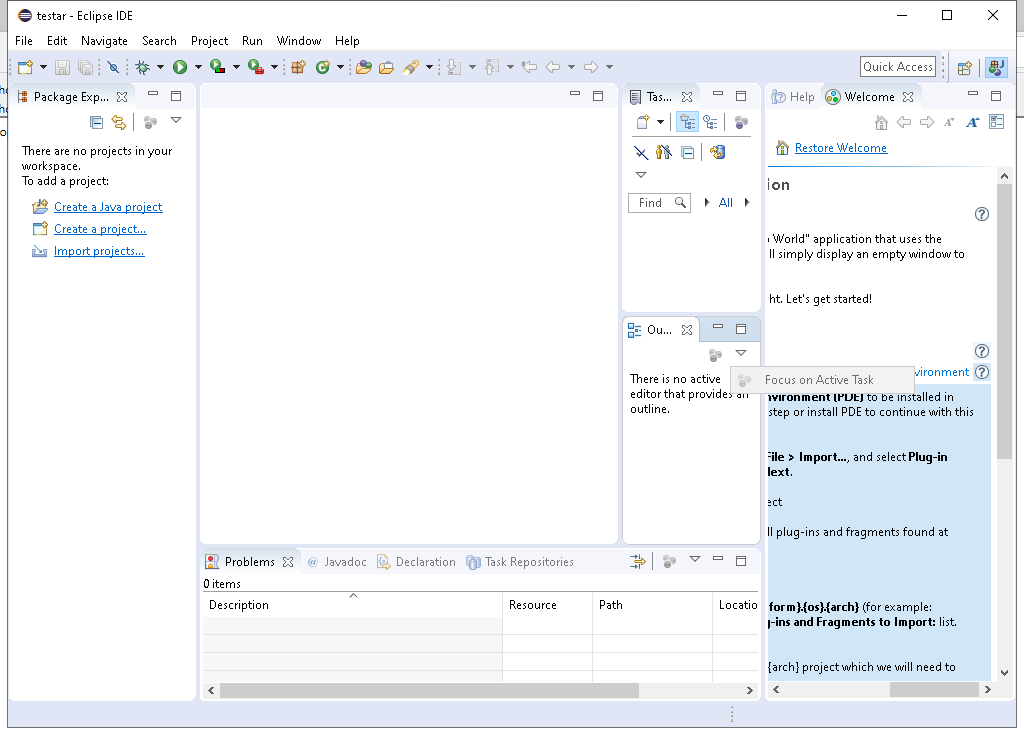 testar - Eclipse IDE
File Edit Navigate Search Project Run Window Help
Quick Access
Package Exp...
There are no projects in your
workspace.
To add a project:
Create a Java project
Create a project...
Import projects...
Tas...
Find
All
Ou...
There is no active
editor that provides an
outline.
Focus on Active Task
Help
Welcome
Restore Welcome
ion
World" application that uses the
ll simply display an empty window to
ht. Let's get started!
vironment
nvironment (PDE) to be installed in
step or install PDE to continue with this
File > Import..., and select Plug-in
Next.
ect
ll plug-ins and fragments found at
form}.{os}.{arch} (for example:
g-ins and Fragments to Import: list.
{arch} project which we will need to
Problems @ Javadoc Declaration Task Repositories
0 items
Description Resource Path Locatio